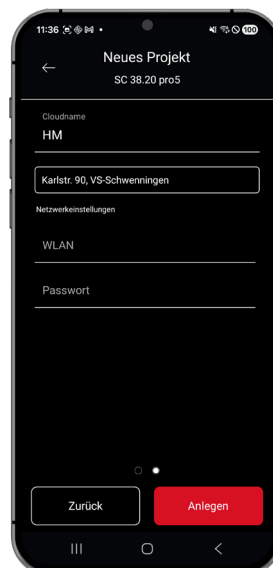 11:36
100
Neues Projekt
SC 38.20 pro5
Cloudname
HM
Karlstr. 90, VS-Schwenningen
Netzwerkeinstellungen
WLAN
Passwort
Zurück
Anlegen